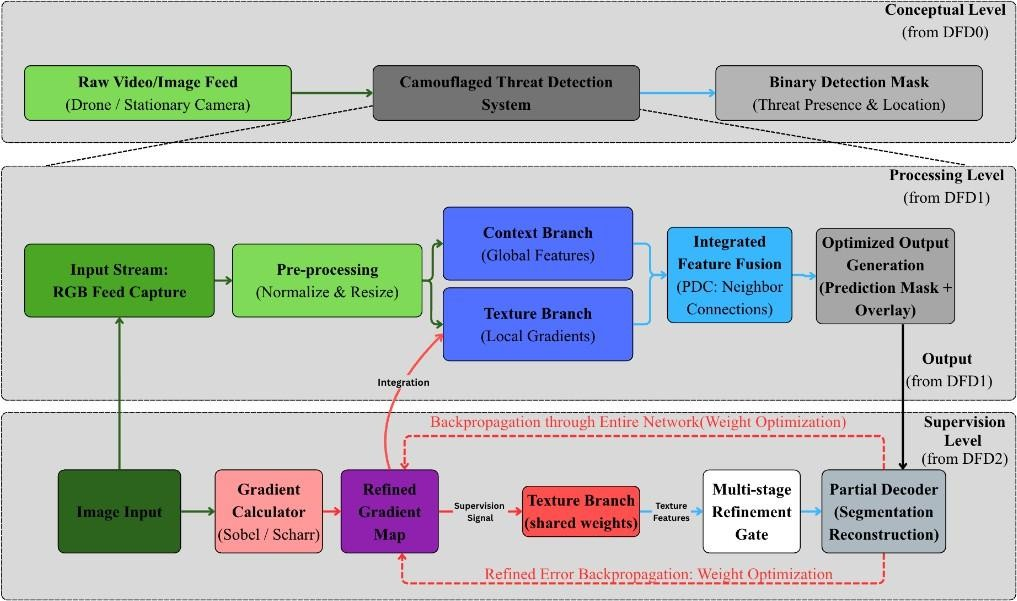 Conceptual Level
(from DFD0)
Raw Video/Image Feed
(Drone / Stationary Camera)
Camouflaged Threat Detection
System
Binary Detection Mask
(Threat Presence & Location)
Processing Level
(from DFD1)
Input Stream:
RGB Feed Capture
Pre-processing
(Normalize & Resize)
Context Branch
(Global Features)
Texture Branch
(Local Gradients)
Integrated
Feature Fusion
(PDC: Neighbor
Connections)
Optimized Output
Generation
(Prediction Mask +
Overlay)
Integration
Output
(from DFD1)
Supervision
Level
(from DFD2)
Backpropagation through Entire Network(Weight Optimization)
Image Input
Gradient
Calculator
(Sobel / Scharr)
Refined
Gradient
Map
Supervision
Signal
Texture Branch
(shared weights)
Texture
Features
Multi-stage
Refinement
Gate
Partial Decoder
(Segmentation
Reconstruction)
Refined Error Backpropagation: Weight Optimization